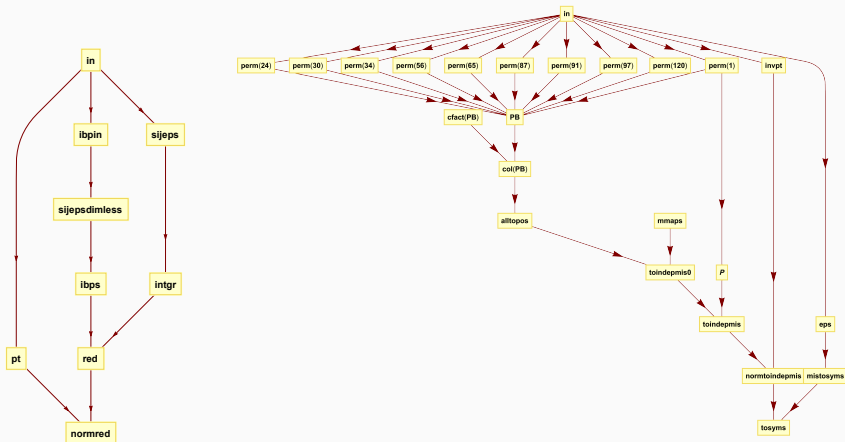 in
ibpin
sijeps
sijepsdimless
ibps
intgr
pt
red
normred
in
perm(24)
perm(30)
perm(34)
perm(56)
perm(65)
perm(87)
perm(91)
perm(97)
perm(120)
perm(1)
invpt
cfact(PB)
PB
col(PB)
alltopos
mmaps
toindepmis0
P
toindepmis
eps
normtoindepmis
mistosyms
tosyms